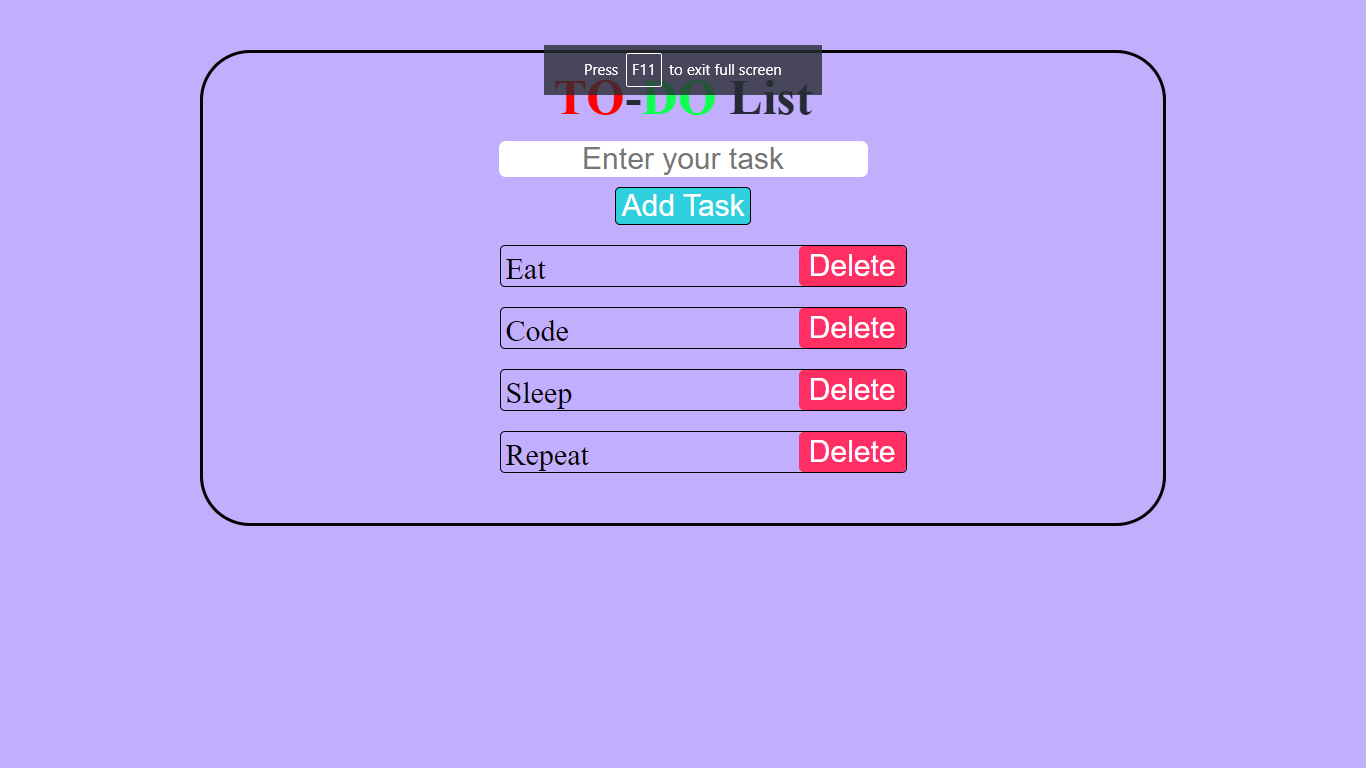 Press F11 to exit full screen
TO-DO List
Enter your task
Add Task
Eat Delete
Code Delete
Sleep Delete
Repeat Delete